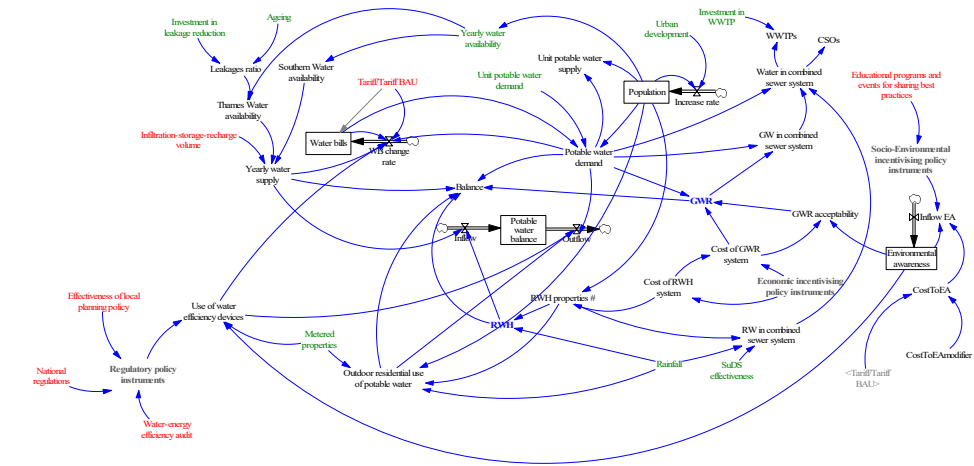 Investment in
leakage reduction
Ageing
Yearly water
availability
Urban
development
Investment in
WWTP
WWTPs
CSOs
Leakages ratio
Southern Water
availability
Unit potable water
supply
Tariff/Tariff BAU
Unit potable water
demand
Population
Increase rate
Water in combined
sewer system
Educational programs and
events for sharing best
practices
Thames Water
availability
Infiltration-storage-recharge
volume
Water bills
WB change
rate
Potable water
demand
GW in combined
sewer system
Socio-Environmental
incentivising policy
instruments
Yearly water
supply
Balance
GWR
GWR acceptability
Inflow EA
Inflow
Potable
water
balance
Outflow
Cost of GWR
system
Environmental
awareness
Effectiveness of local
planning policy
Use of water
efficiency devices
RWH properties #
Cost of RWH
system
Economic incentivising
policy instruments
CostToEA
RWH
RW in combined
sewer system
Metered
properties
National
regulations
Regulatory policy
instruments
Outdoor residential use
of potable water
Rainfall
SuDS
effectiveness
CostToEAmodifier
<Tariff/Tariff
BAU>
Water-energy
efficiency audit